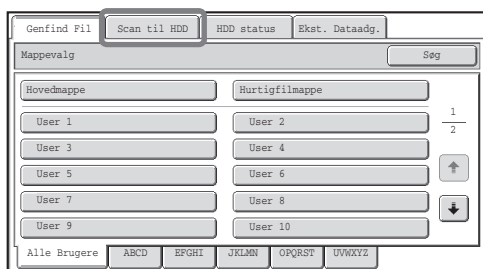 Genfind Fil Scan til HDD HDD status Ekst. Dataadg.
Mappevalg Søg
Hovedmappe Hurtigfilmappe
User 1 User 2
User 3 User 4
User 5 User 6
User 7 User 8
User 9 User 10
1
2
Alle Brugere ABCD EFGHI JKLMN OPQRST UVWXYZ